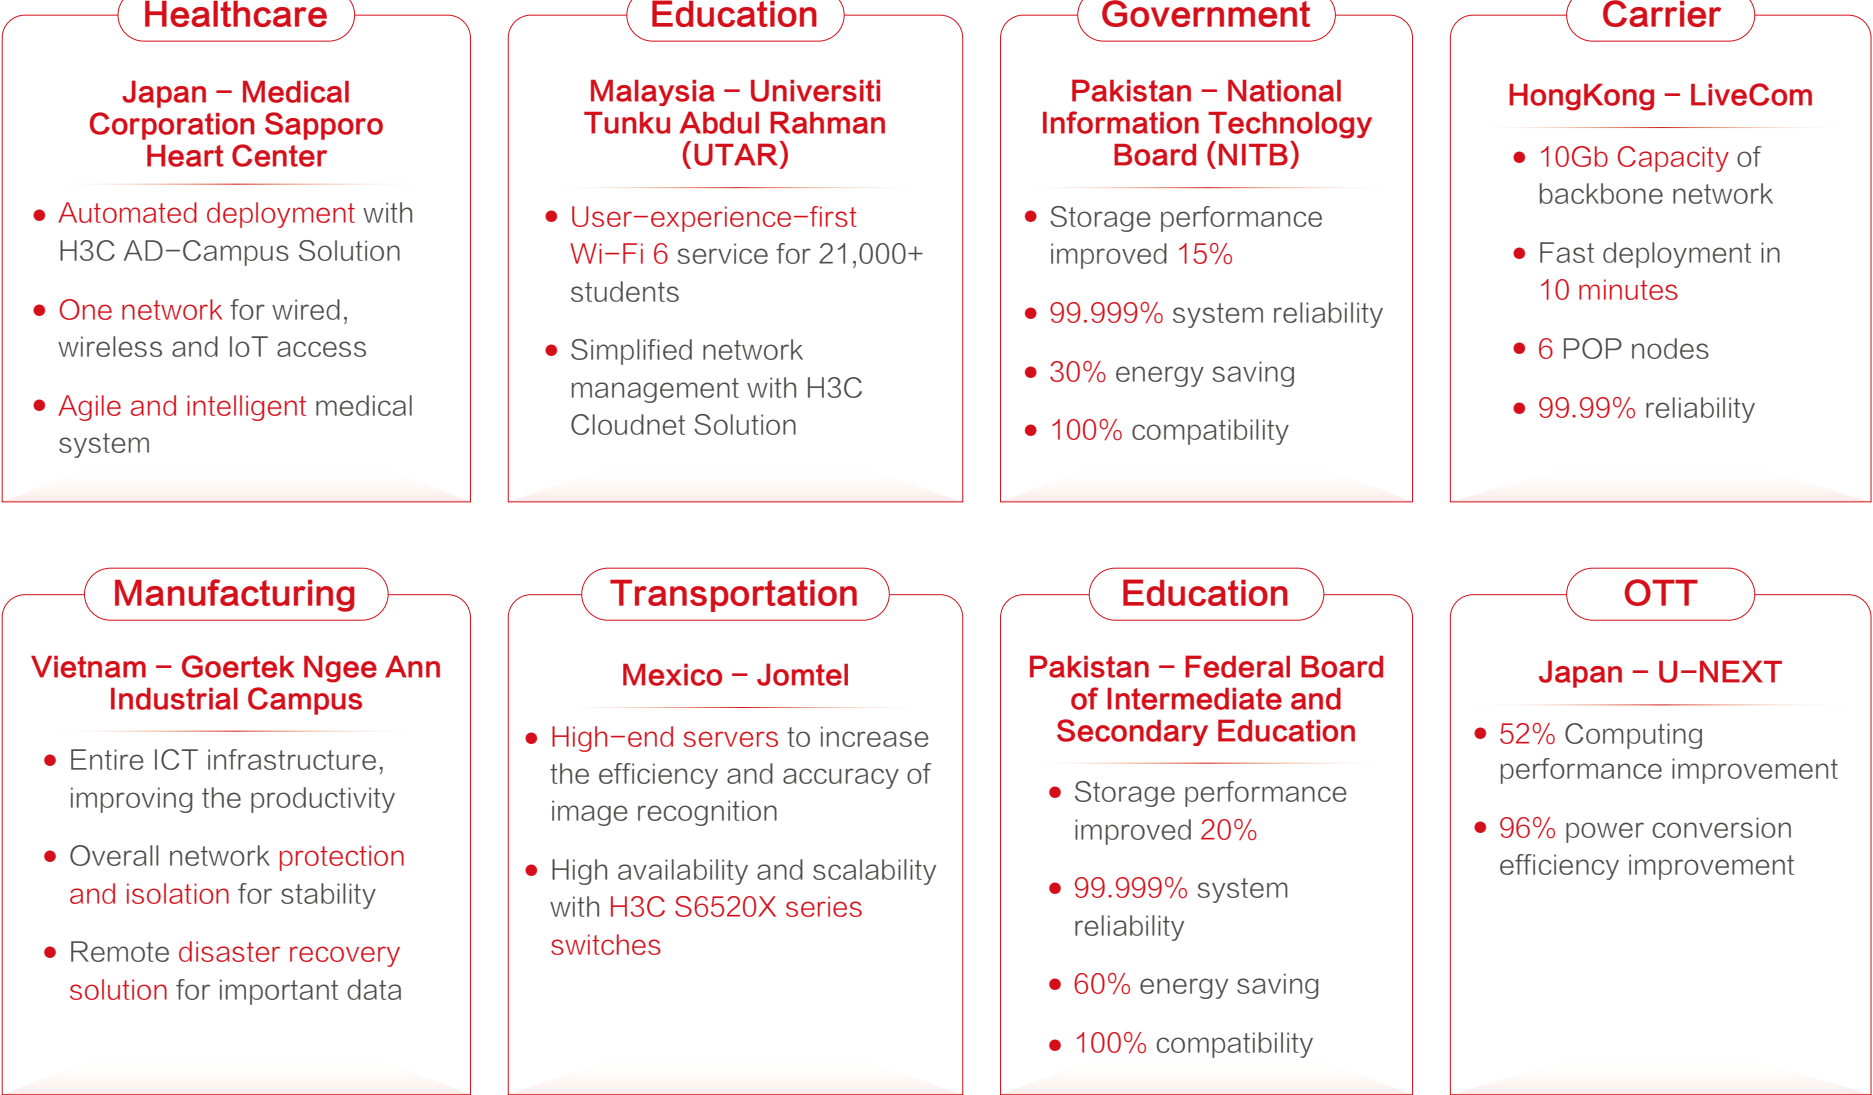 Healthcare
Japan – Medical
Corporation Sapporo
Heart Center
Automated deployment with
H3C AD–Campus Solution
One network for wired,
wireless and IoT access
Agile and intelligent medical
system
Education
Malaysia – Universiti
Tunku Abdul Rahman
(UTAR)
User–experience–first
Wi–Fi 6 service for 21,000+
students
Simplified network
management with H3C
Cloudnet Solution
Government
Pakistan – National
Information Technology
Board (NITB)
Storage performance
improved 15%
99.999% system reliability
30% energy saving
100% compatibility
Carrier
HongKong – LiveCom
10Gb Capacity of
backbone network
Fast deployment in
10 minutes
6 POP nodes
99.99% reliability
Manufacturing
Vietnam – Goertek Ngee Ann
Industrial Campus
Entire ICT infrastructure,
improving the productivity
Overall network protection
and isolation for stability
Remote disaster recovery
solution for important data
Transportation
Mexico – Jomtel
High–end servers to increase
the efficiency and accuracy of
image recognition
High availability and scalability
with H3C S6520X series
switches
Education
Pakistan – Federal Board
of Intermediate and
Secondary Education
Storage performance
improved 20%
99.999% system
reliability
60% energy saving
100% compatibility
OTT
Japan – U–NEXT
52% Computing
performance improvement
96% power conversion
efficiency improvement